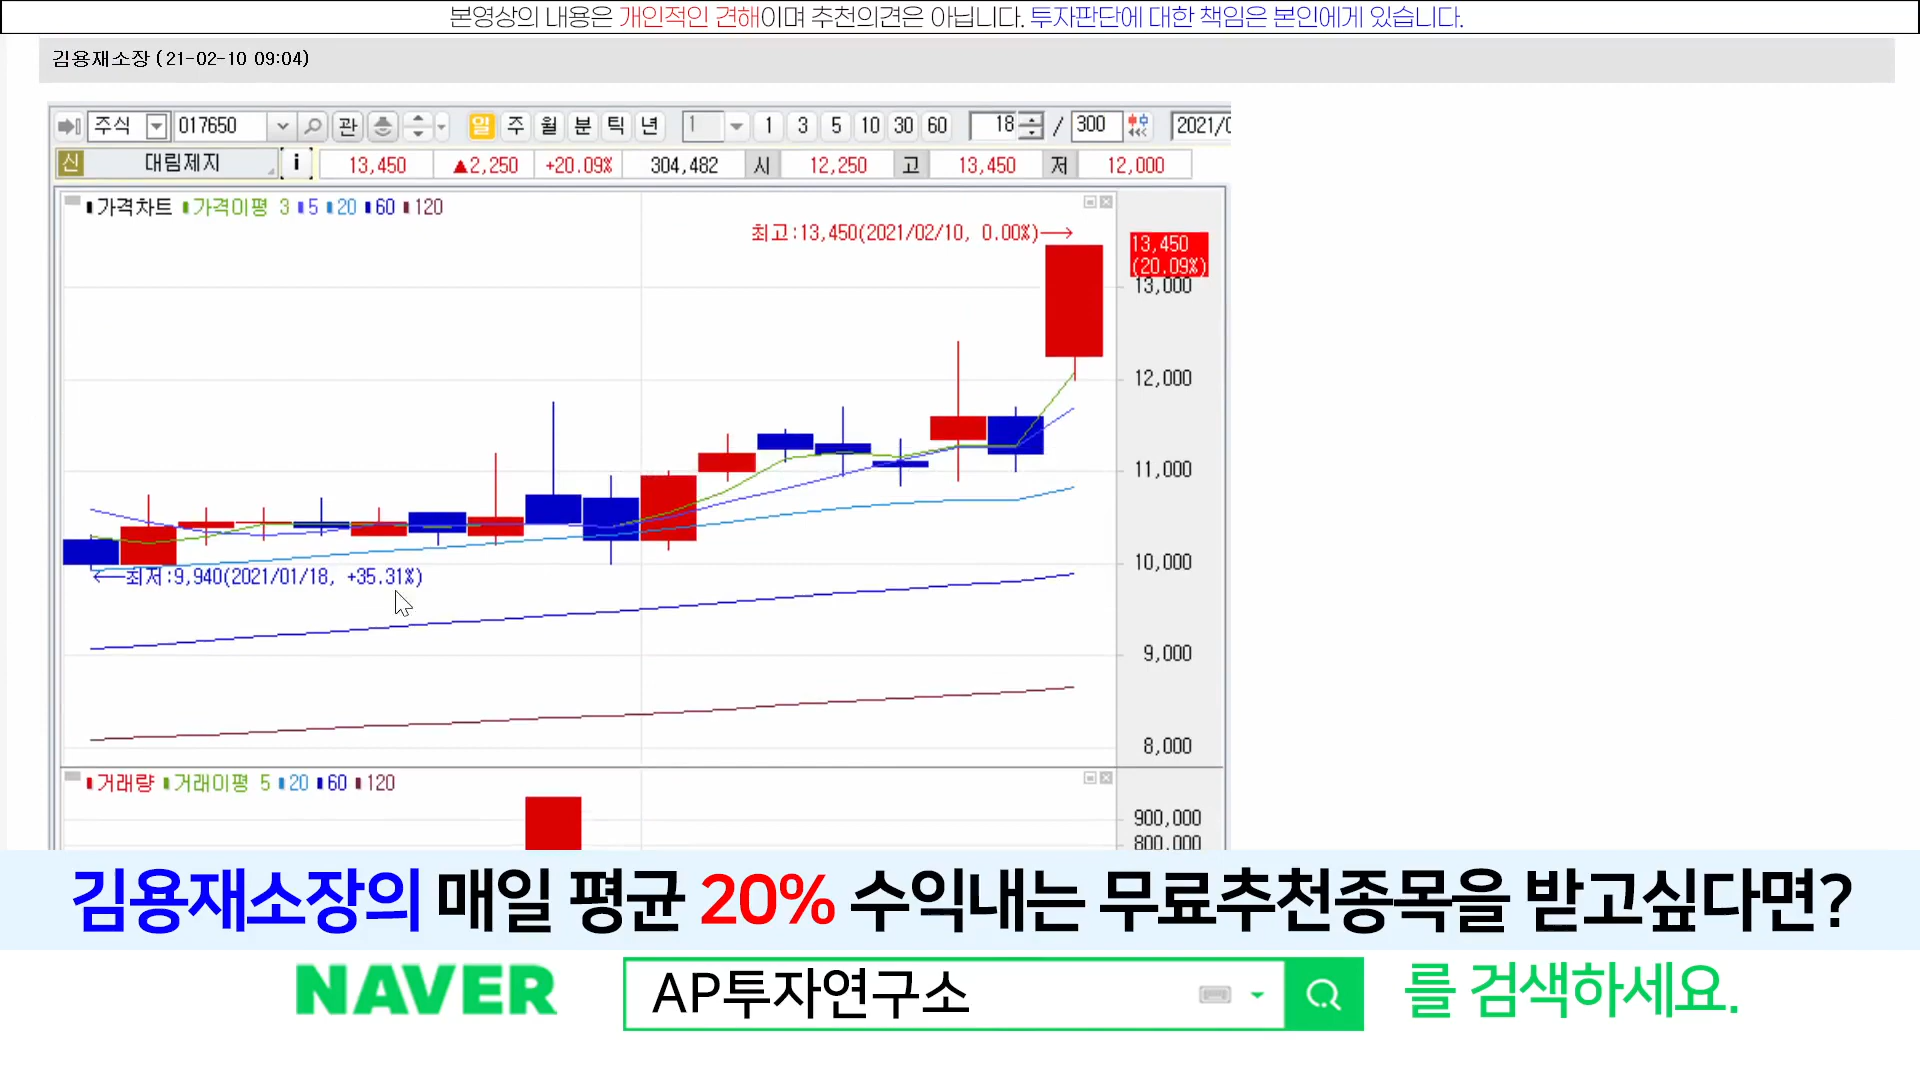 본영상의 내용은 개인적인 견해이며 추천의견은 아닙니다. 투자판단에 대한 책임은 본인에게 있습니다.
김용재소장 (21-02-10 09:04)
주식 017650 관 일 주 월 분 틱 년 1 1 3 5 10 30 60 18 / 300 2021/0
신 대림제지 i 13,450 ▲2,250 +20.09% 304,482 시 12,250 고 13,450 저 12,000
가격차트 가격이평 3 5 20 60 120
최고:13,450(2021/02/10, 0.00%)→
13,450
(20.09%)
13,000
12,000
11,000
10,000
←최저:9,940(2021/01/18, +35.31%)
9,000
8,000
거래량 거래이평 5 20 60 120
900,000
800,000
김용재소장의 매일 평균 20% 수익내는 무료추천종목을 받고싶다면?
NAVER AP투자연구소 를 검색하세요.